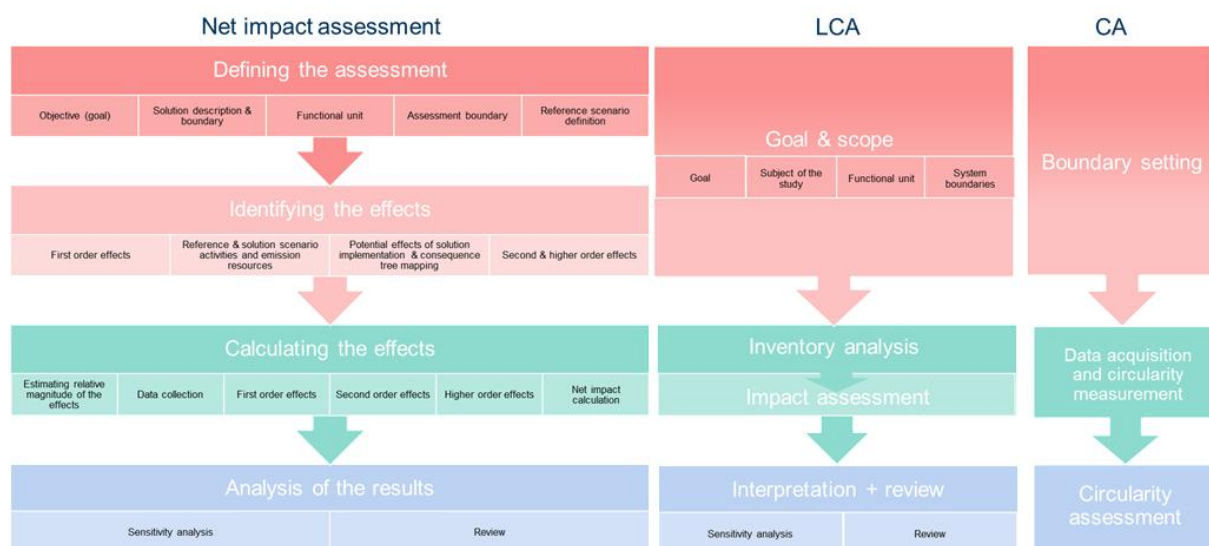 Net impact assessment
LCA
CA
Defining the assessment
Objective (goal)
Solution description &
boundary
Functional unit
Assessment boundary
Reference scenario
definition
Goal & scope
Goal
Subject of the
study
Functional unit
System
boundaries
Boundary setting
Identifying the effects
First order effects
Reference & solution scenario
activities and emission
resources
Potential effects of solution
implementation & consequence
tree mapping
Second & higher order effects
Calculating the effects
Estimating relative
magnitude of the
effects
Data collection
First order effects
Second order effects
Higher order effects
Net impact
calculation
Inventory analysis
Impact assessment
Data acquisition
and circularity
measurement
Analysis of the results
Sensitivity analysis
Review
Interpretation + review
Sensitivity analysis
Review
Circularity
assessment